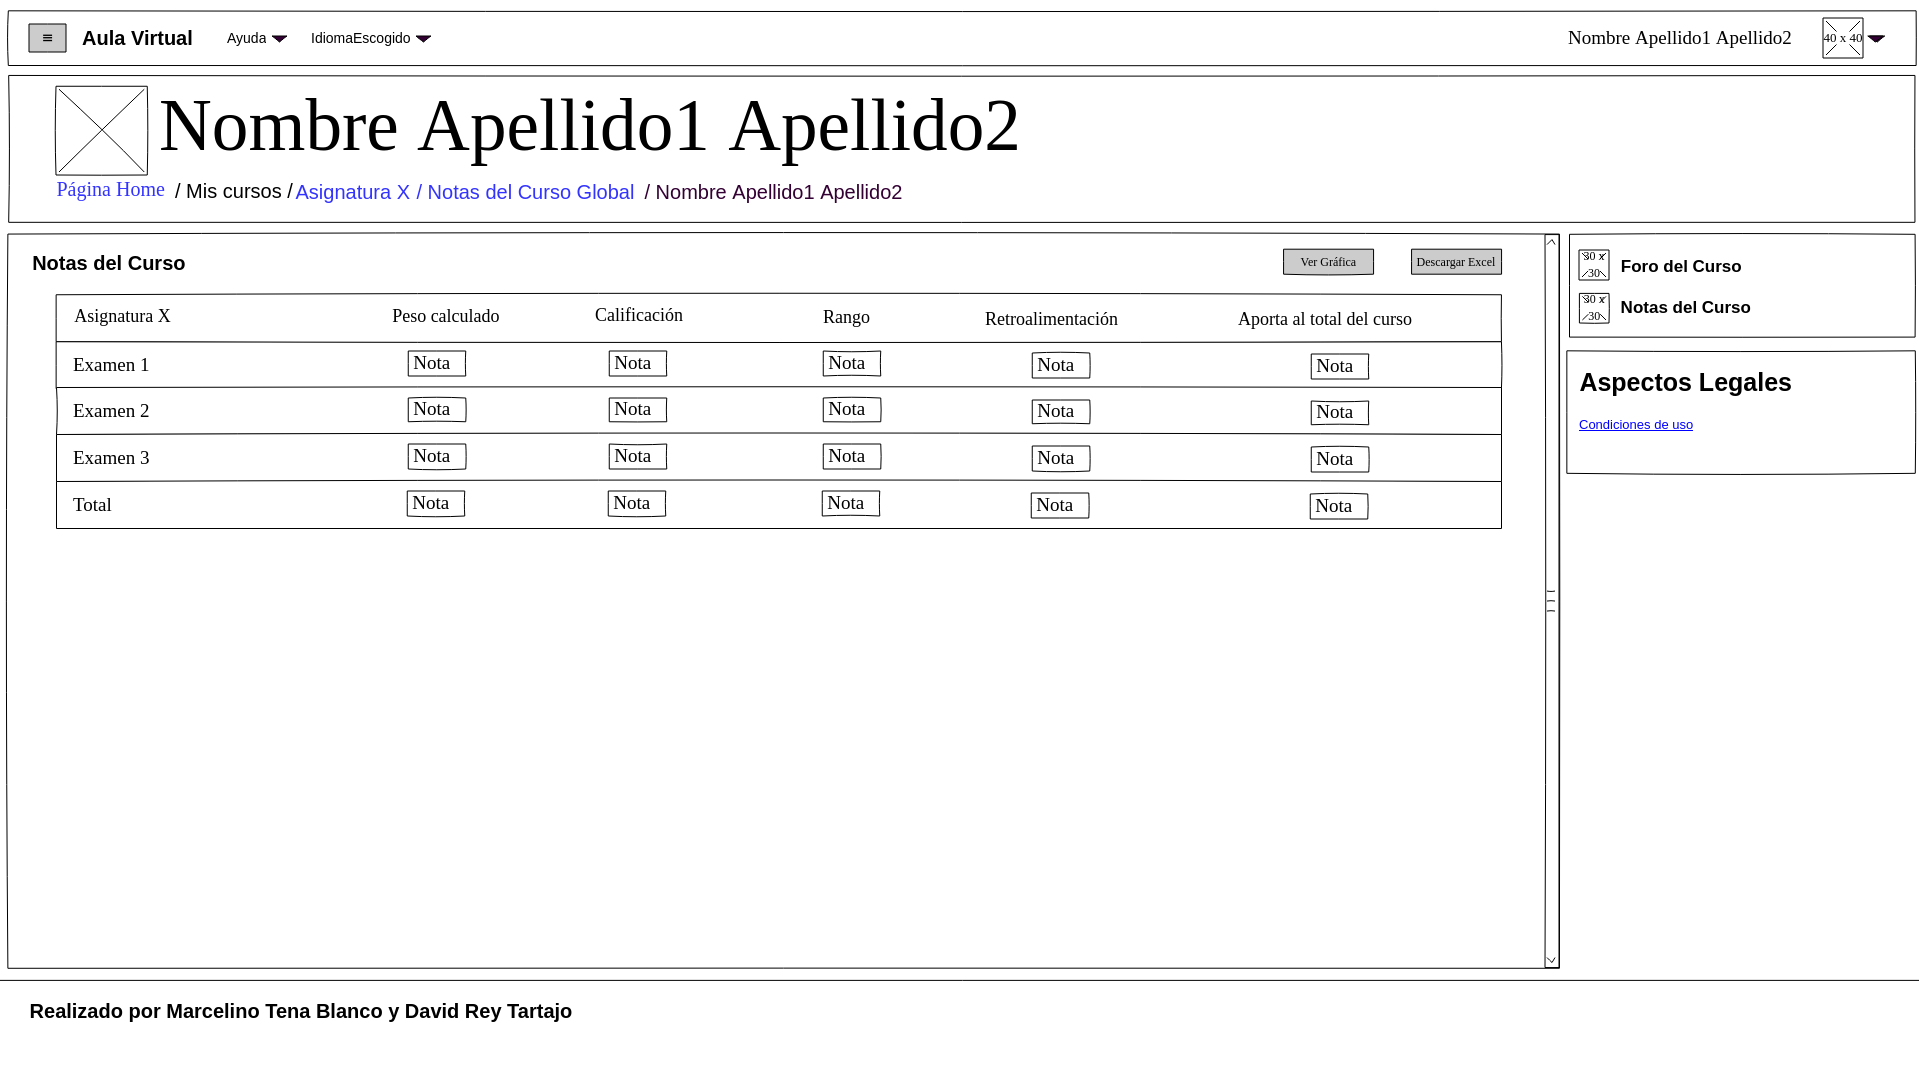 ≡ Aula Virtual Ayuda IdiomaEscogido Nombre Apellido1 Apellido2 40 x 40
Nombre Apellido1 Apellido2
Página Home / Mis cursos / Asignatura X / Notas del Curso Global / Nombre Apellido1 Apellido2
Notas del Curso Ver Gráfica Descargar Excel
Asignatura X Peso calculado Calificación Rango Retroalimentación Aporta al total del curso
Examen 1 Nota Nota Nota Nota Nota
Examen 2 Nota Nota Nota Nota Nota
Examen 3 Nota Nota Nota Nota Nota
Total Nota Nota Nota Nota Nota
30 x
30 Foro del Curso
30 x
30 Notas del Curso
Aspectos Legales
Condiciones de uso
Realizado por Marcelino Tena Blanco y David Rey Tartajo